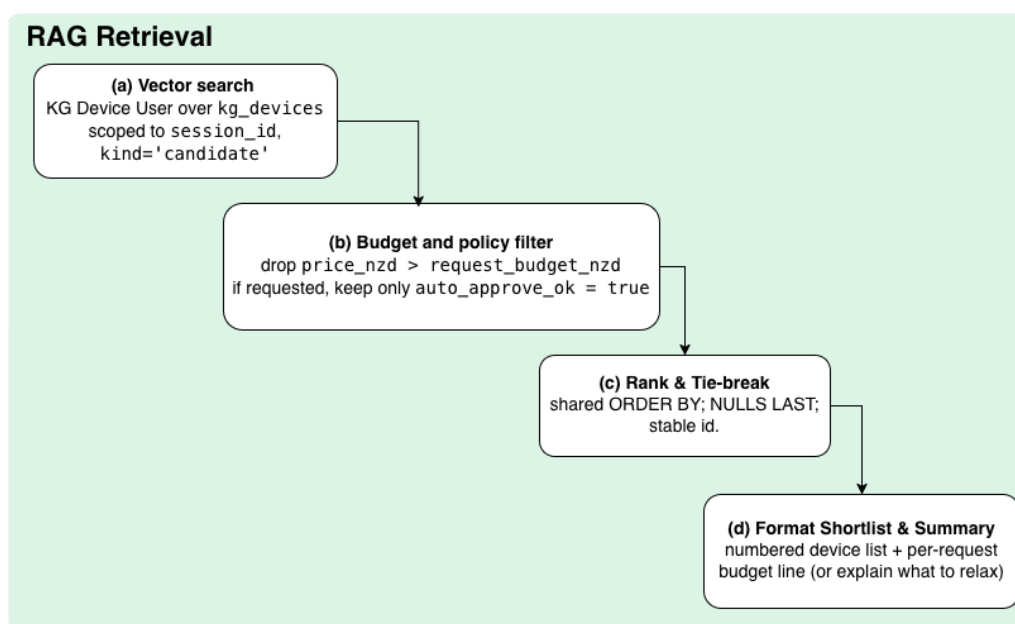 RAG Retrieval
(a) Vector search
KG Device User over kg_devices
scoped to session_id,
kind='candidate'
(b) Budget and policy filter
drop price_nzd > request_budget_nzd
if requested, keep only auto_approve_ok = true
(c) Rank & Tie-break
shared ORDER BY; NULLS LAST;
stable id.
(d) Format Shortlist & Summary
numbered device list + per-request
budget line (or explain what to relax)